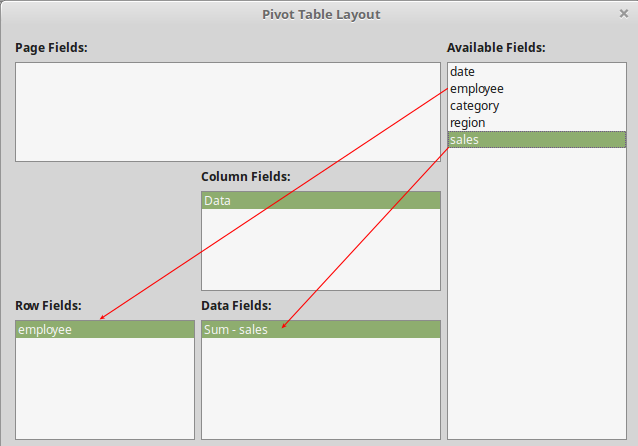 Pivot Table Layout
Page Fields:
Available Fields:
date
employee
category
region
sales
Column Fields:
Data
Row Fields:
employee
Data Fields:
Sum - sales